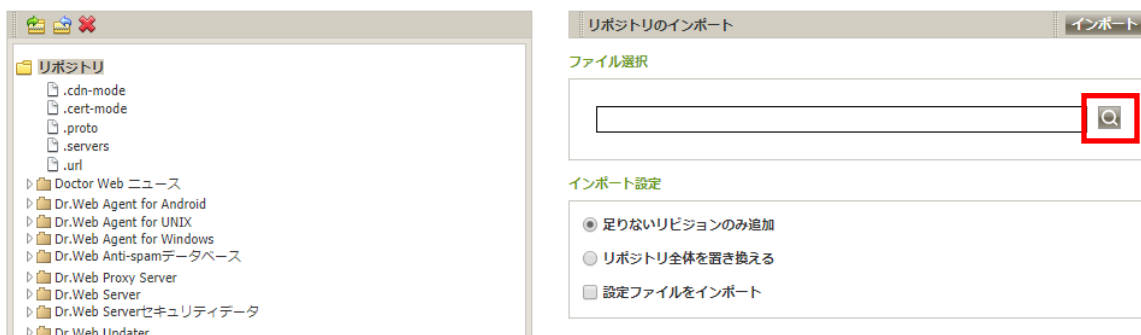 リポジトリ
.cdn-mode
.cert-mode
.proto
.servers
.url
Doctor Web ニュース
Dr.Web Agent for Android
Dr.Web Agent for UNIX
Dr.Web Agent for Windows
Dr.Web Anti-spamデータベース
Dr.Web Proxy Server
Dr.Web Server
Dr.Web Serverセキュリティデータ
Dr.Web Updater
リポジトリのインポート
インポート
ファイル選択
インポート設定
足りないリビジョンのみ追加
リポジトリ全体を置き換える
設定ファイルをインポート